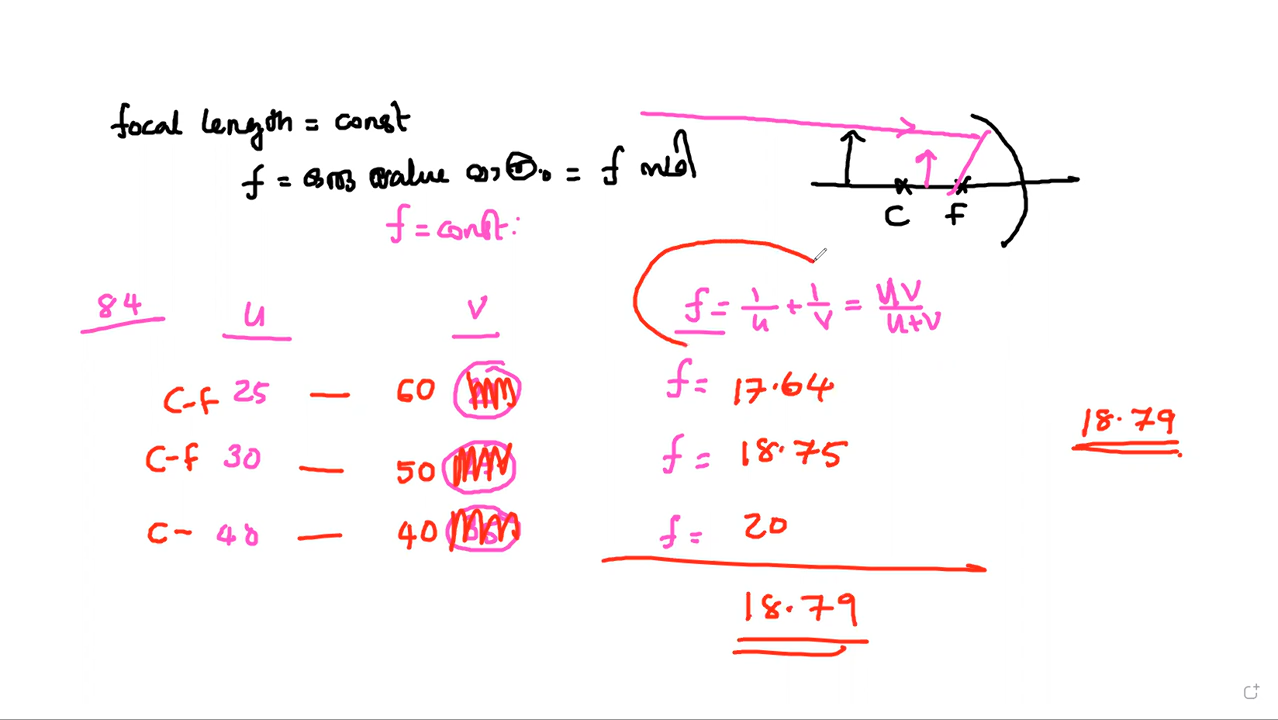 focal length = const
f = value = f
f = const:
C F
84 u v
f = 1/u + 1/v = uv/u+v
C-f 25 — 60 f = 17.64
18.79
C-f 30 — 50 f = 18.75
C- 40 — 40 f = 20
18.79